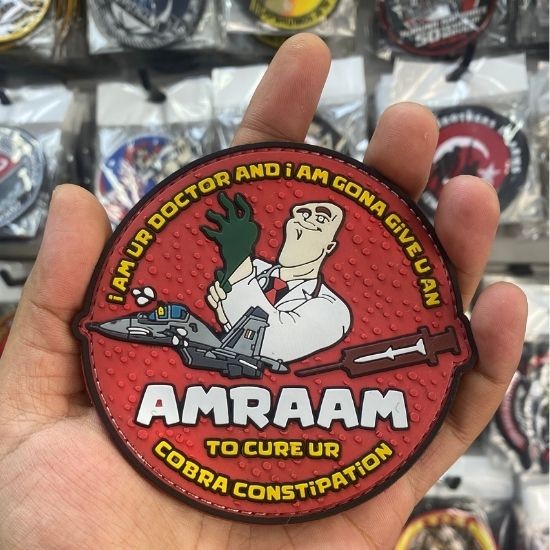 i AM UR DOCTOR AND i AM GONA GiVE U AN
AMRAAM
TO CURE UR
COBRA CONSTiPATiON